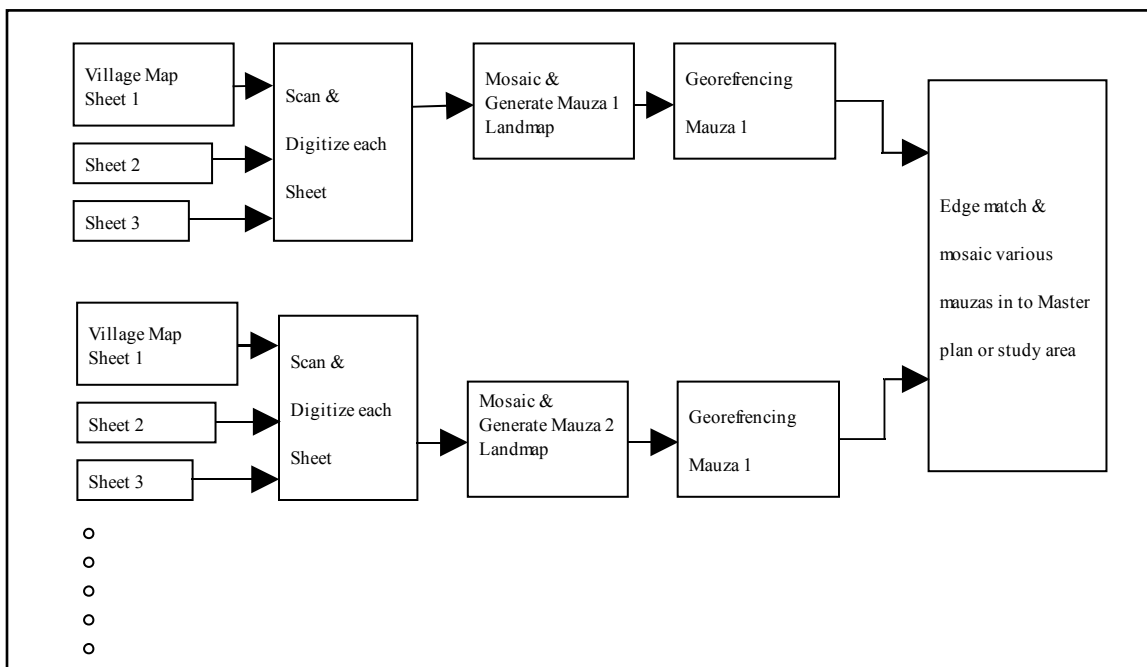 Village Map
Sheet 1
Sheet 2
Sheet 3
Scan &
Digitize each
Sheet
Mosaic &
Generate Mauza 1
Landmap
Georefrencing
Mauza 1
Village Map
Sheet 1
Sheet 2
Sheet 3
Scan &
Digitize each
Sheet
Mosaic &
Generate Mauza 2
Landmap
Georefrencing
Mauza 1
Edge match &
mosaic various
mauzas in to Master
plan or study area